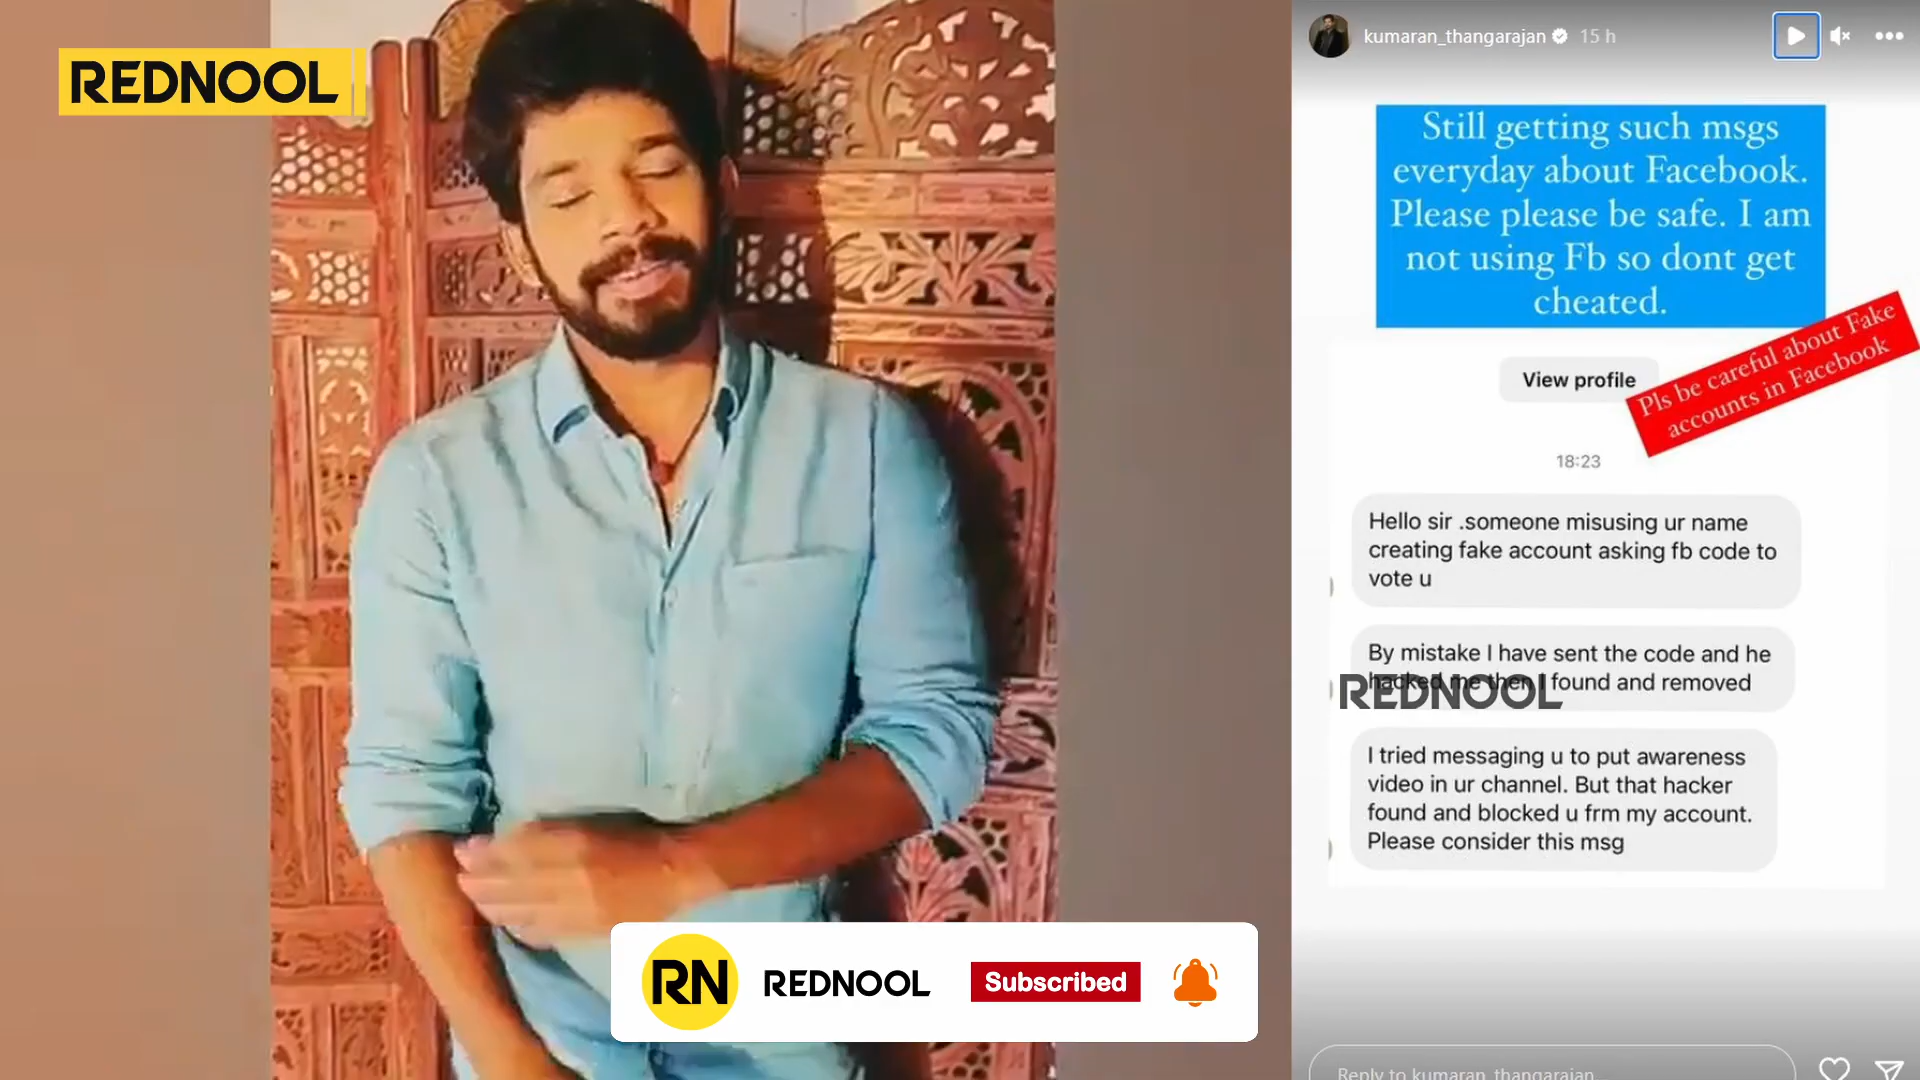 REDNOOL
kumaran_thangarajan 15 h
Still getting such msgs
everyday about Facebook.
Please please be safe. I am
not using Fb so dont get
cheated.
Pls be careful about Fake
accounts in Facebook
View profile
18:23
Hello sir .someone misusing ur name
creating fake account asking fb code to
vote u
By mistake I have sent the code and he
hacked me then I found and removed
REDNOOL
I tried messaging u to put awareness
video in ur channel. But that hacker
found and blocked u frm my account.
Please consider this msg
RN REDNOOL Subscribed
Reply to kumaran_thangarajan